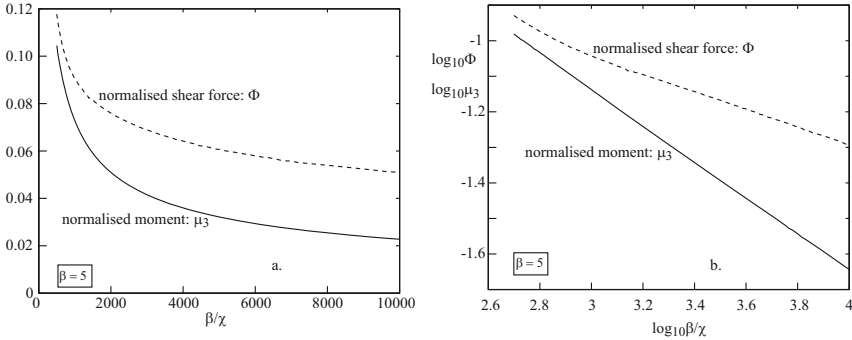 0.12
0.10
0.08
0.06
0.04
0.02
0
normalised shear force: Φ
normalised moment: μ₃
β = 5
a.
0 2000 4000 6000 8000 10000
β/χ
-1
log₁₀Φ
log₁₀μ₃
-1.2
-1.4
-1.6
normalised shear force: Φ
normalised moment: μ₃
β = 5
b.
2.6 2.8 3 3.2 3.4 3.6 3.8 4
log₁₀β/χ